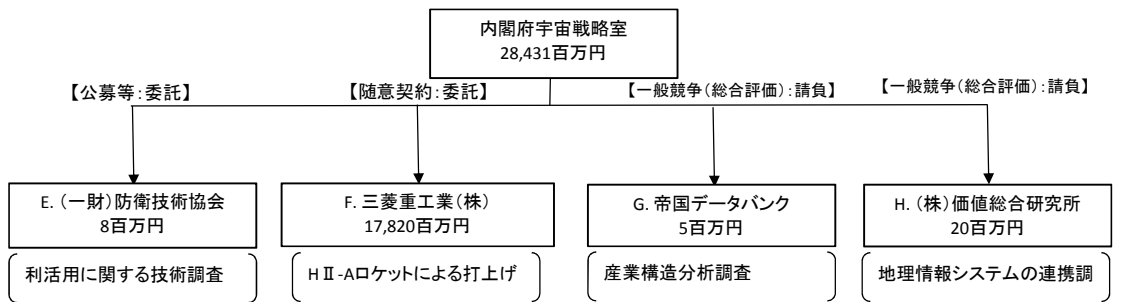 内閣府宇宙戦略室
28,431百万円
【公募等:委託】
【随意契約:委託】
【一般競争(総合評価):請負】
【一般競争(総合評価):請負】
E. (一財)防衛技術協会
8百万円
F. 三菱重工業(株)
17,820百万円
G. 帝国データバンク
5百万円
H. (株)価値総合研究所
20百万円
利活用に関する技術調査
HⅡ-Aロケットによる打上げ
産業構造分析調査
地理情報システムの連携調